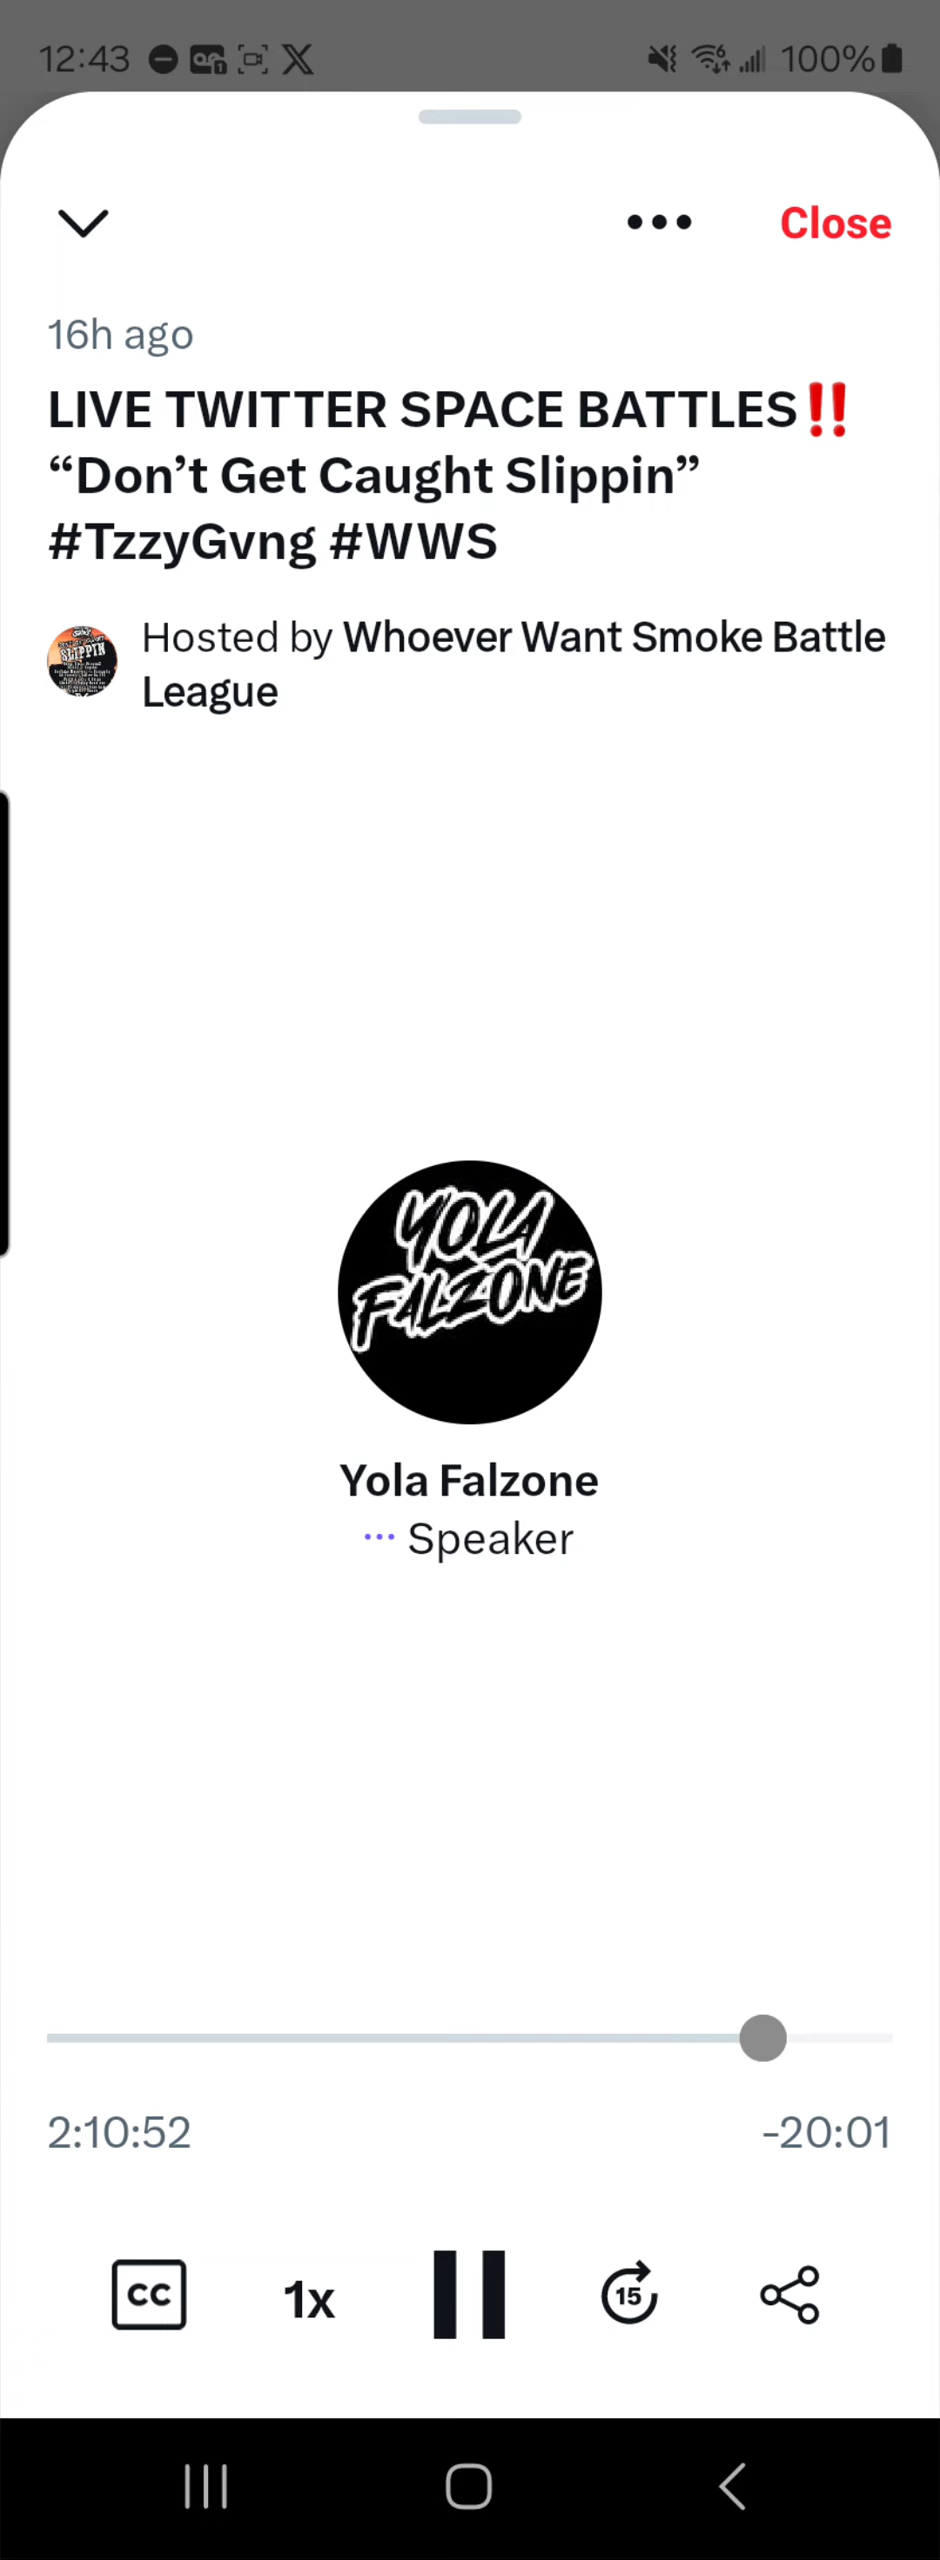 12:43 100%
Close
16h ago
LIVE TWITTER SPACE BATTLES‼️
“Don’t Get Caught Slippin”
#TzzyGvng #WWS
SLIPPIN
Hosted by Whoever Want Smoke Battle
League
YOLA
FALZONE
Yola Falzone
Speaker
2:10:52 -20:01
CC 1x 15